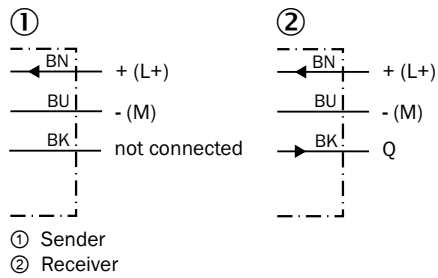 ① ②
BN + (L+) BN + (L+)
BU - (M) BU - (M)
BK not connected BK Q
① Sender
② Receiver